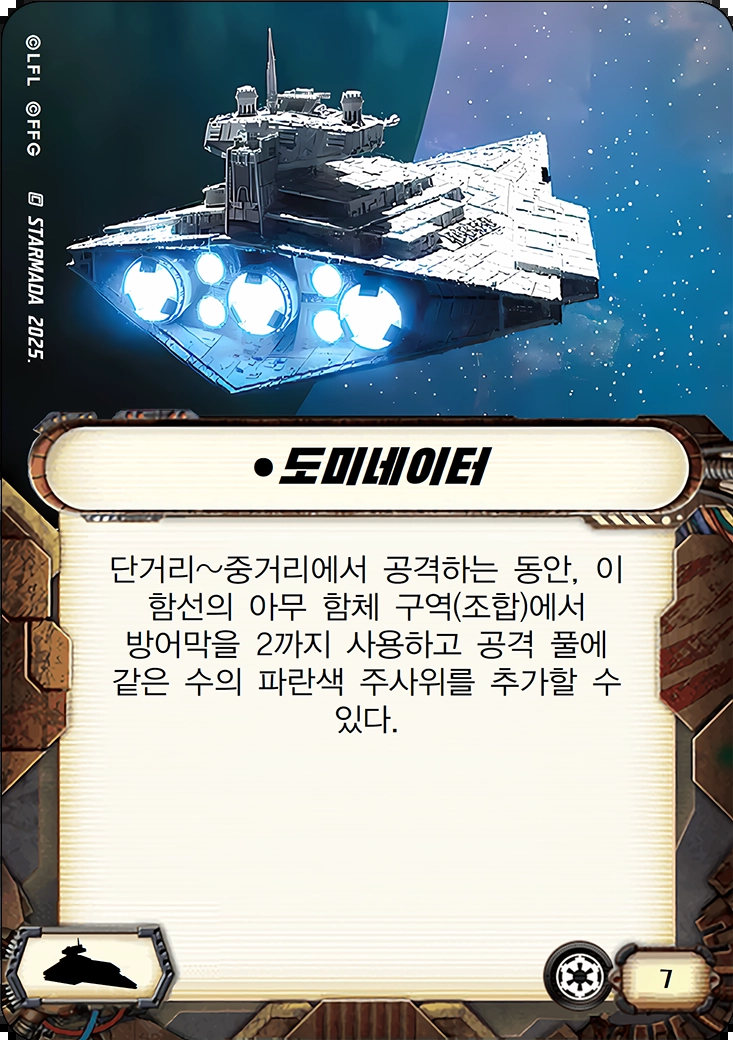 ©LFL ©FFG 🄫 STARMADA 2025.
•도미네이터
단거리~중거리에서 공격하는 동안, 이
함선의 아무 함체 구역(조합)에서
방어막을 2까지 사용하고 공격 풀에
같은 수의 파란색 주사위를 추가할 수
있다.
7